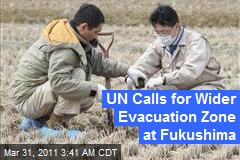 UN Calls for Wider
Evacuation Zone
at Fukushima
Mar 31, 2011 3:41 AM CDT